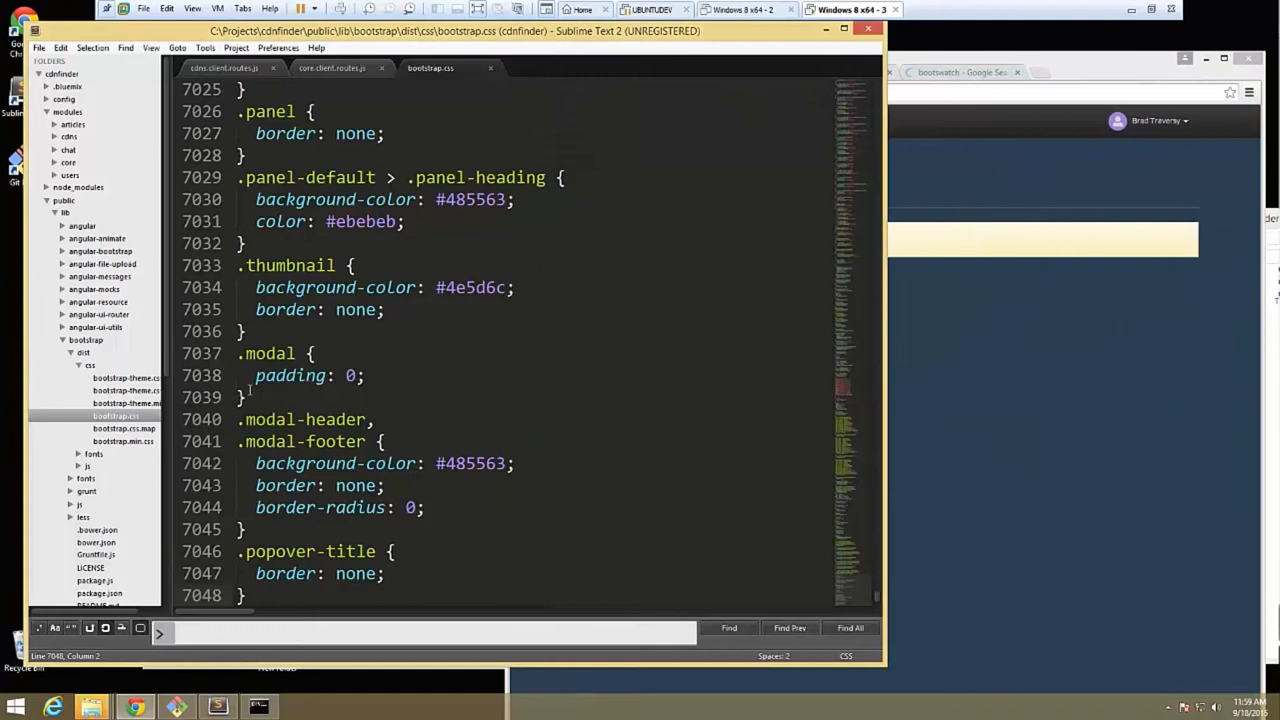 File Edit View VM Tabs Help
Home
UBUNTUDEV
Windows 8 x64 - 2
Windows 8 x64 - 3
C:\Projects\cdnfinder\public\lib\bootstrap\dist\css\bootstrap.css (cdnfinder) - Sublime Text 2 (UNREGISTERED)
File Edit Selection Find View Goto Tools Project Preferences Help
FOLDERS
cdnfinder
.bluemix
config
modules
articles
cdns
chat
core
users
node_modules
public
lib
angular
angular-animate
angular-bootstrap
angular-file-upload
angular-messages
angular-mocks
angular-resource
angular-ui-router
angular-ui-utils
bootstrap
dist
css
bootstrap-theme.cs
bootstrap-theme.cs
bootstrap-theme.m
bootstrap.css
bootstrap.css.map
bootstrap.min.css
fonts
js
fonts
grunt
js
less
.bower.json
bower.json
Gruntfile.js
LICENSE
package.js
package.json
cdns.client.routes.js
core.client.routes.js
bootstrap.css
7025 }
7026 .panel {
7027 border: none;
7028 }
7029 .panel-default > .panel-heading {
7030 background-color: #485563;
7031 color: #ebebeb;
7032 }
7033 .thumbnail {
7034 background-color: #4e5d6c;
7035 border: none;
7036 }
7037 .modal {
7038 padding: 0;
7039 }
7040 .modal-header,
7041 .modal-footer {
7042 background-color: #485563;
7043 border: none;
7044 border-radius: 0;
7045 }
7046 .popover-title {
7047 border: none;
7048 }
Find
Find Prev
Find All
Line 7048, Column 2
Spaces: 2
CSS
bootswatch - Google Sea
Brad Traversy
Recycle Bin
11:59 AM
9/18/2015